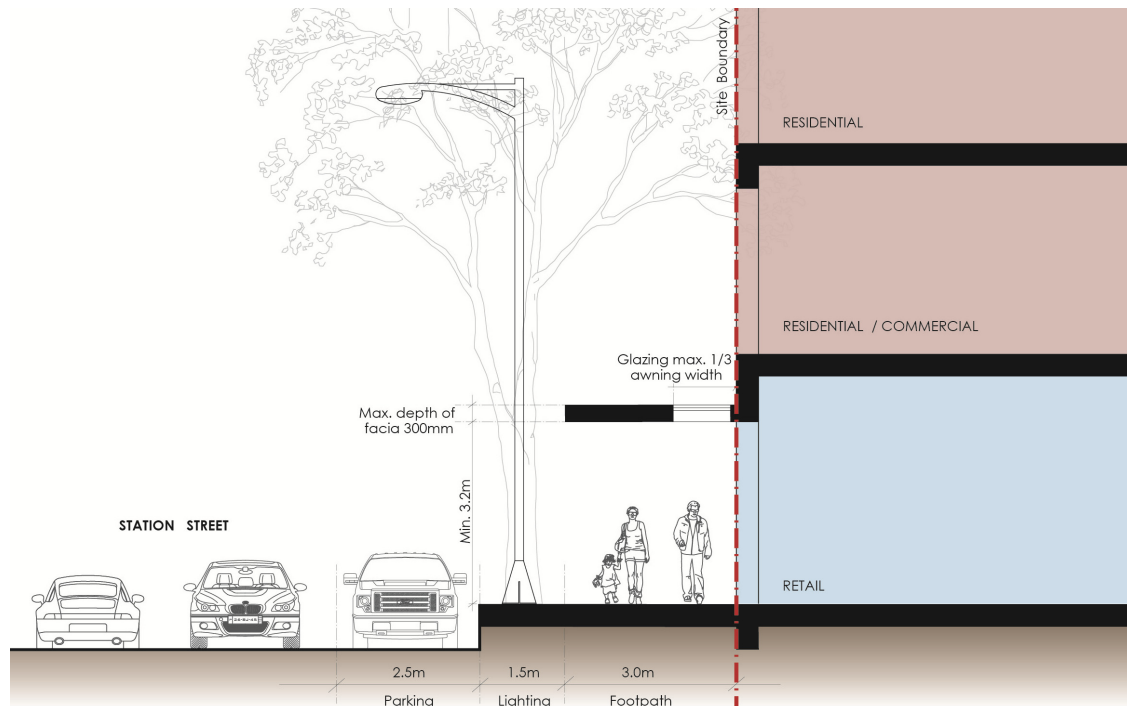 Site Boundary
RESIDENTIAL
RESIDENTIAL / COMMERCIAL
Glazing max. 1/3
awning width
Max. depth of
facia 300mm
Min. 3.2m
STATION STREET
RETAIL
2.5m
1.5m
3.0m
Parking
Lighting
Footpath